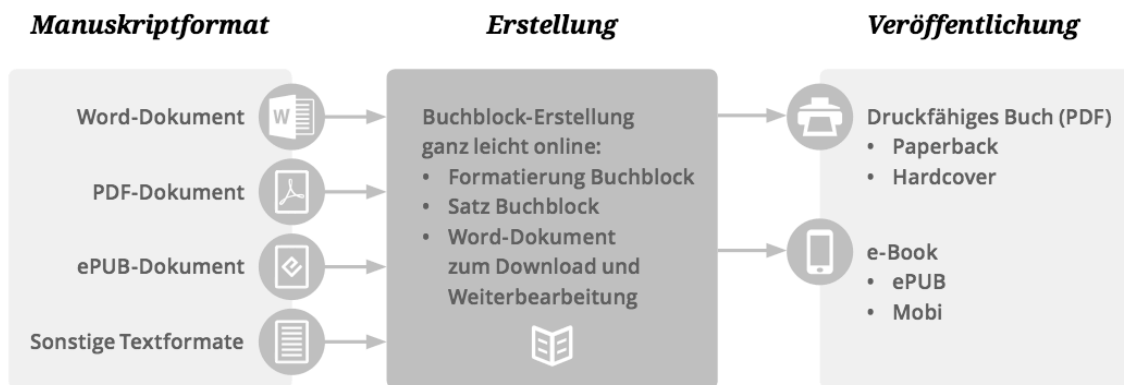 Manuskriptformat
Word-Dokument
W
PDF-Dokument
ePUB-Dokument
Sonstige Textformate
Erstellung
Buchblock-Erstellung
ganz leicht online:
• Formatierung Buchblock
• Satz Buchblock
• Word-Dokument
zum Download und
Weiterbearbeitung
Veröffentlichung
Druckfähiges Buch (PDF)
• Paperback
• Hardcover
e-Book
• ePUB
• Mobi